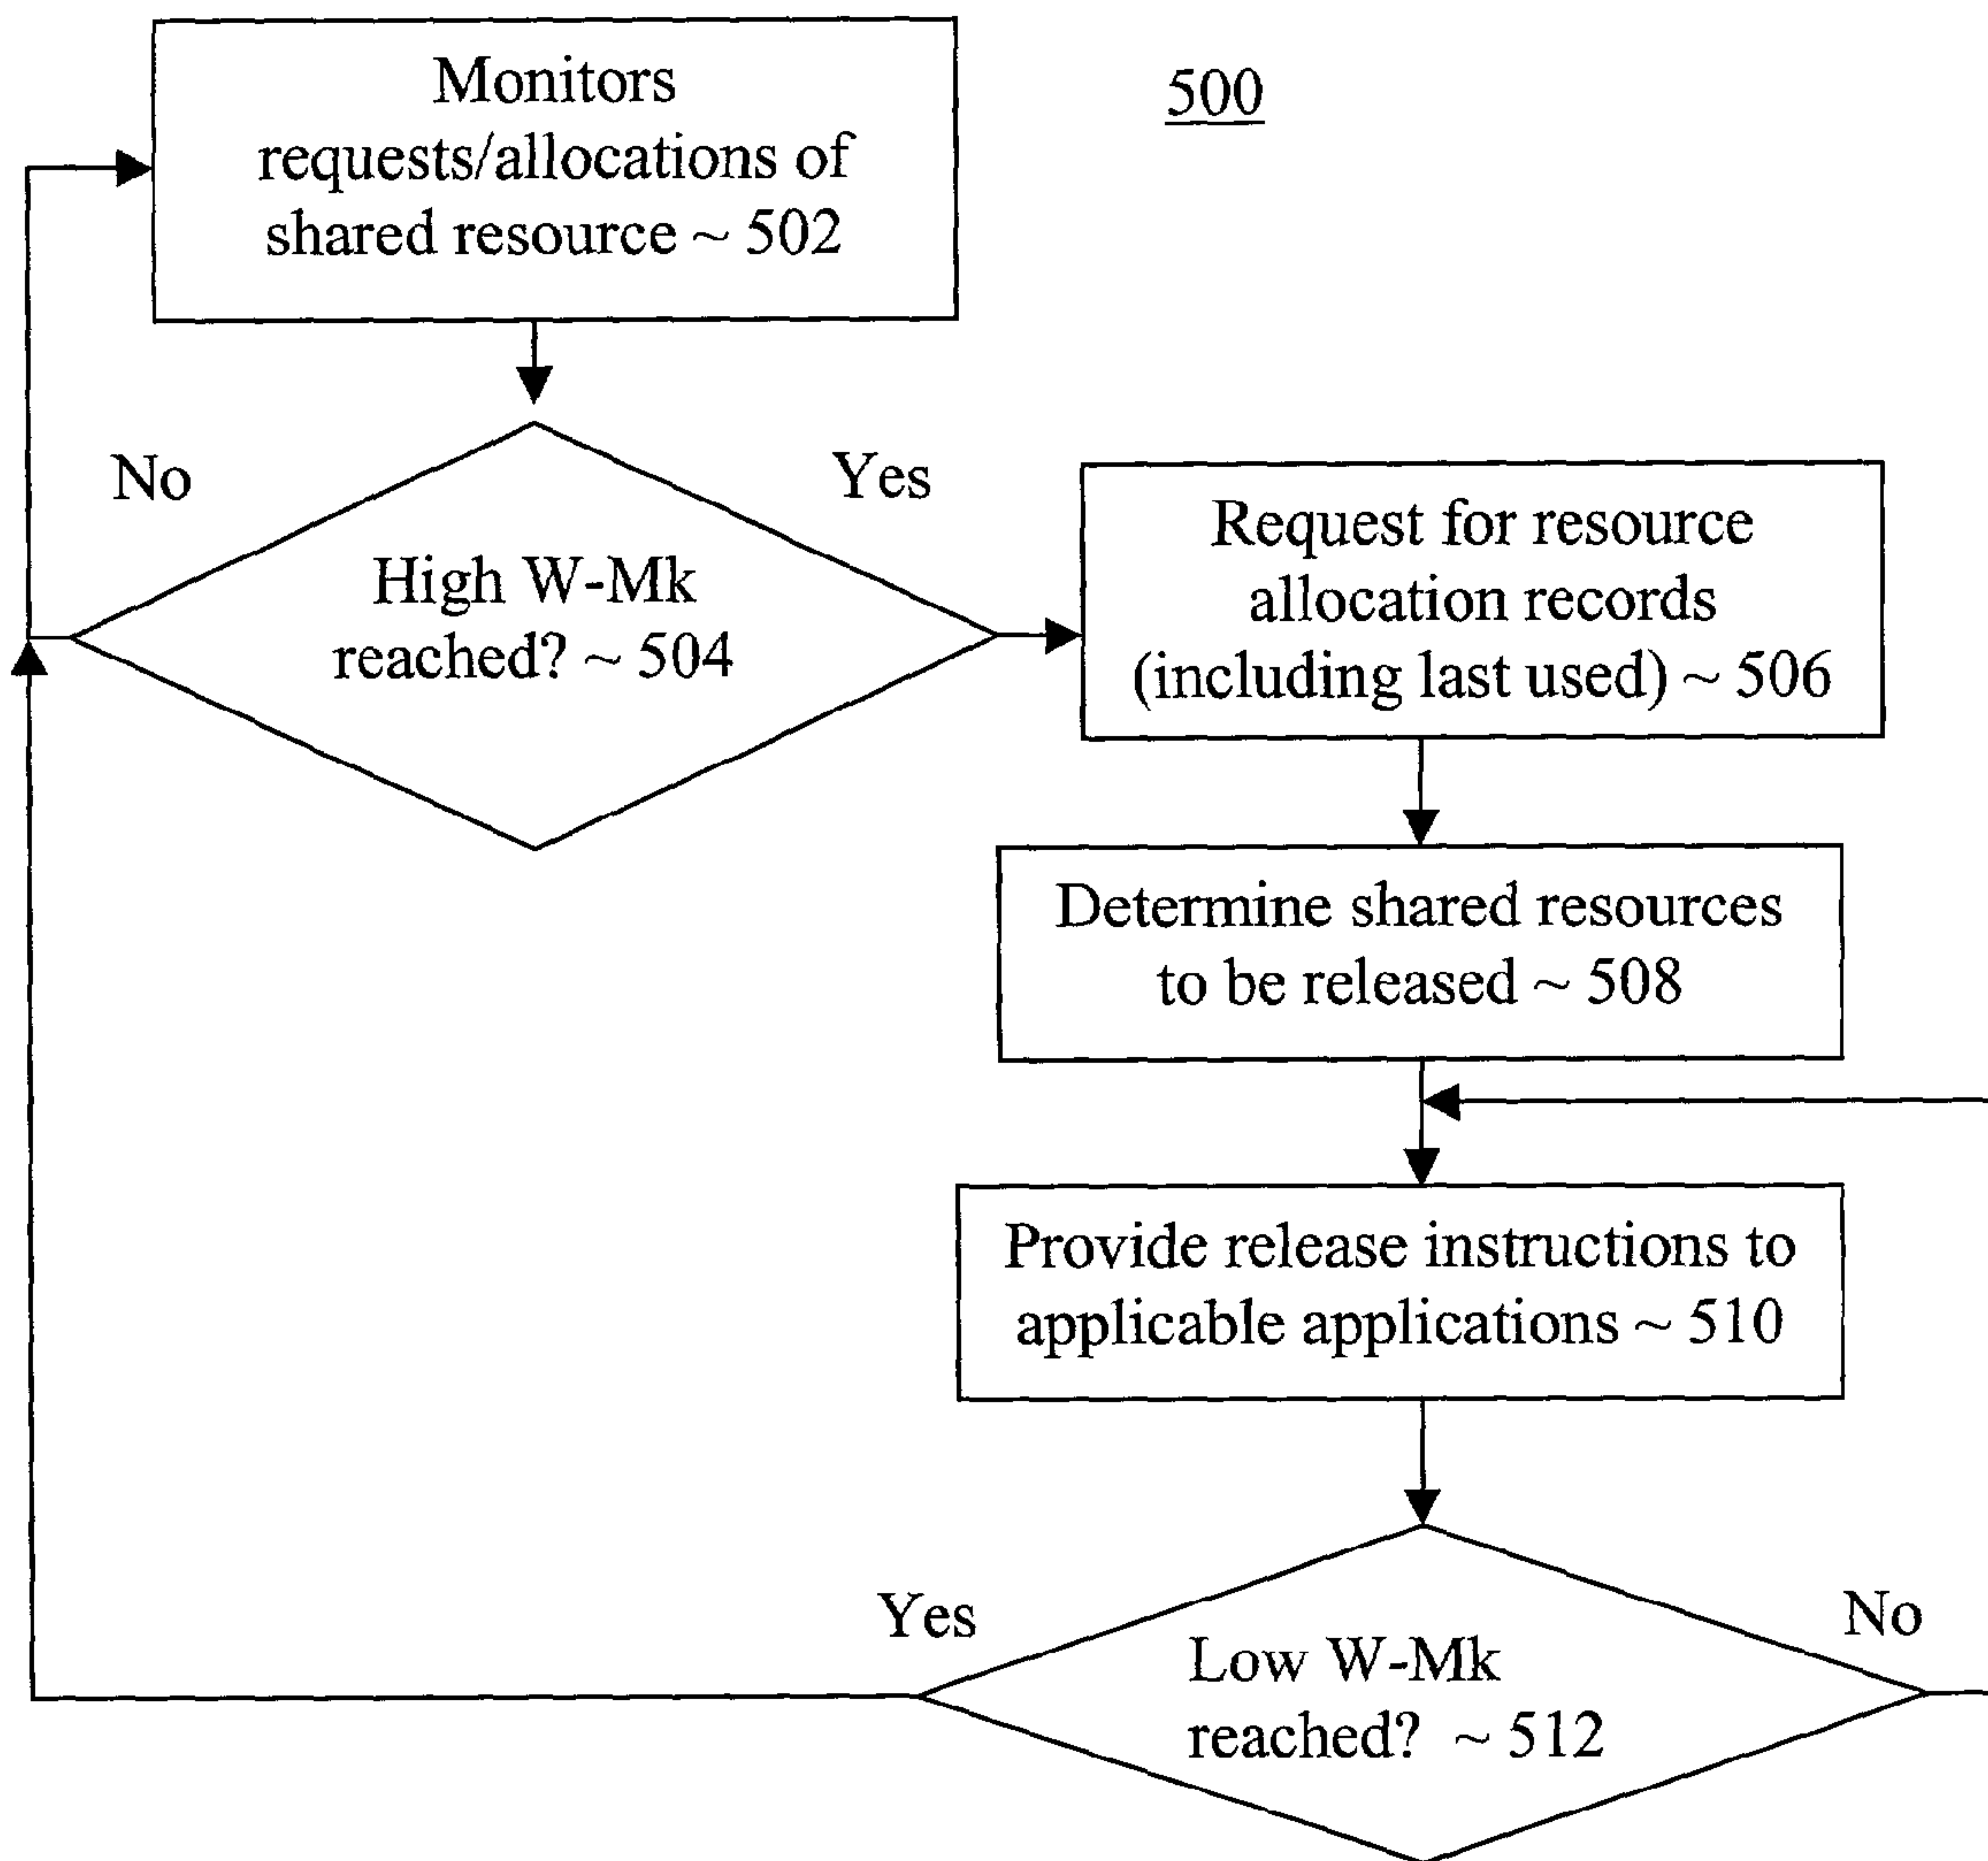 Monitors
requests/allocations of
shared resource ~ 502
500
No
Yes
High W-Mk
reached? ~ 504
Request for resource
allocation records
(including last used) ~ 506
Determine shared resources
to be released ~ 508
Provide release instructions to
applicable applications ~ 510
Yes
No
Low W-Mk
reached? ~ 512